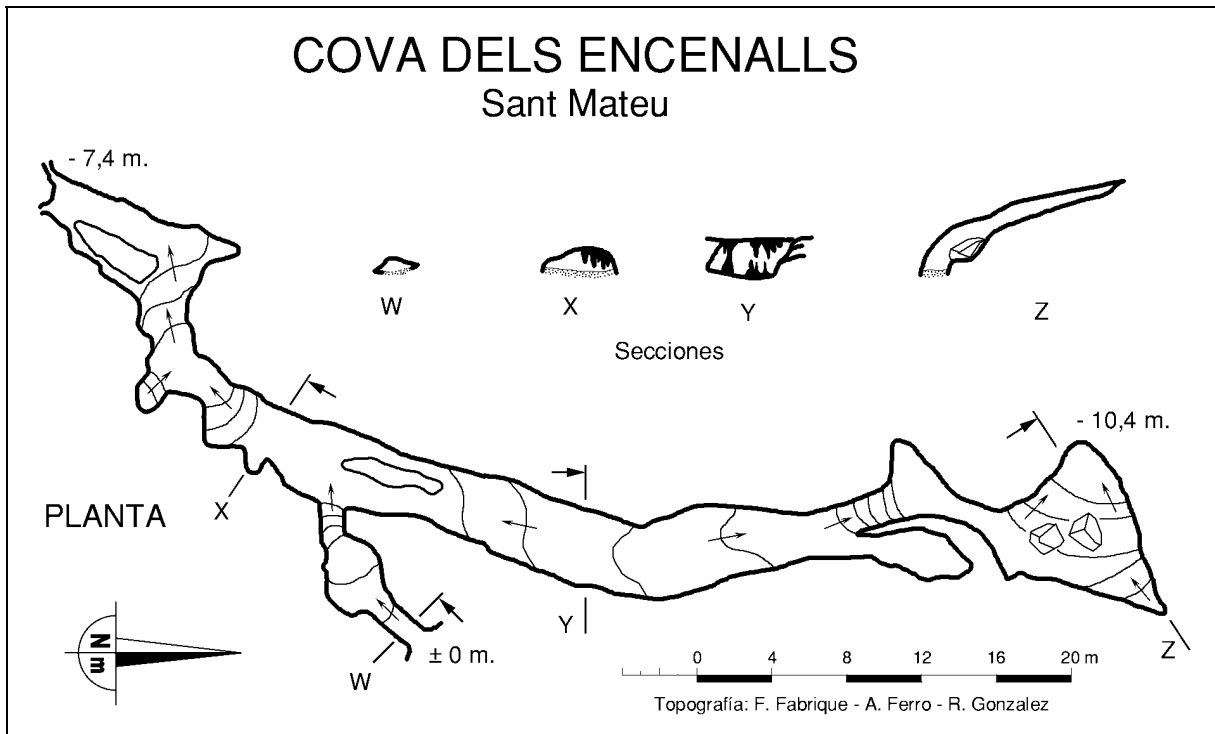 COVA DELS ENCENALLS
Sant Mateu
- 7,4 m.
W
X
Y
Z
Secciones
- 10,4 m.
X
PLANTA
Y
± 0 m.
W
Z
N m
0 4 8 12 16 20 m
Topografía: F. Fabrique - A. Ferro - R. Gonzalez